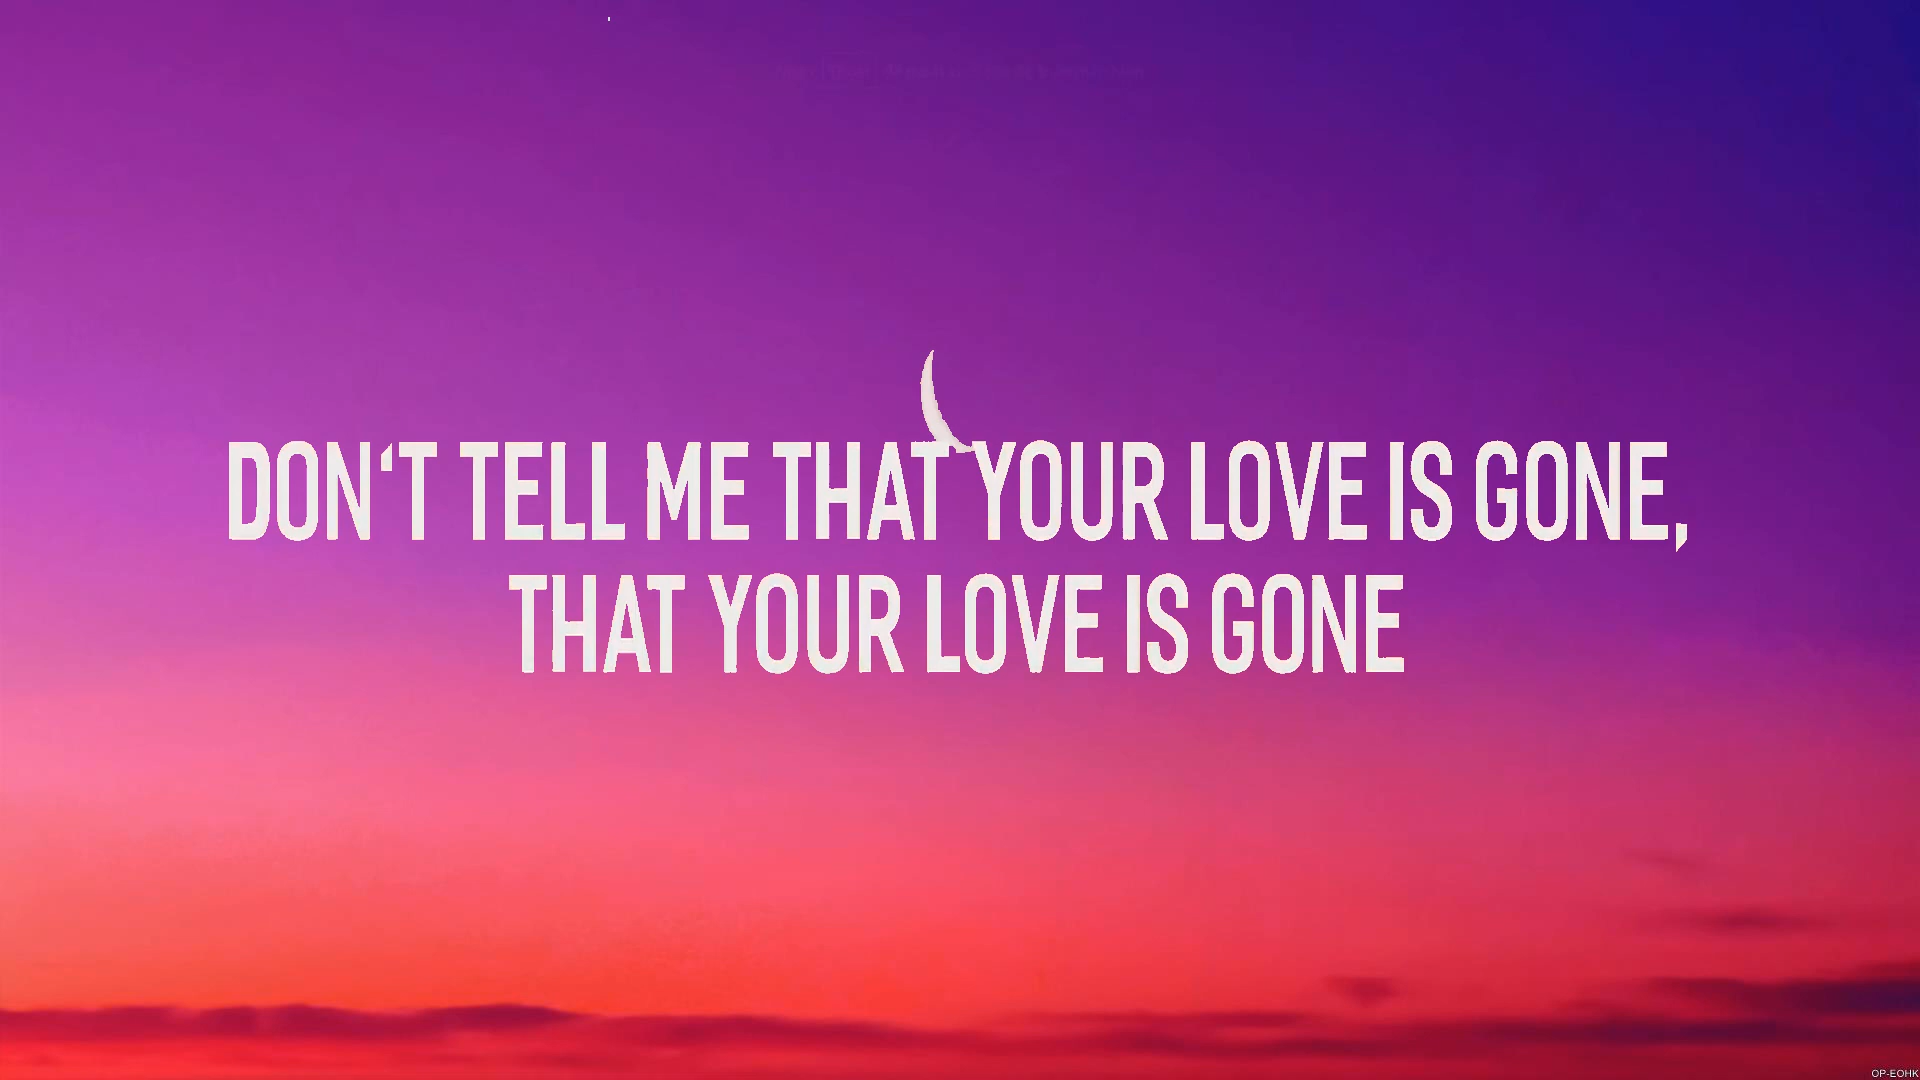 DON‘T TELL ME THAT YOUR LOVE IS GONE,
THAT YOUR LOVE IS GONE
OP-EOHK